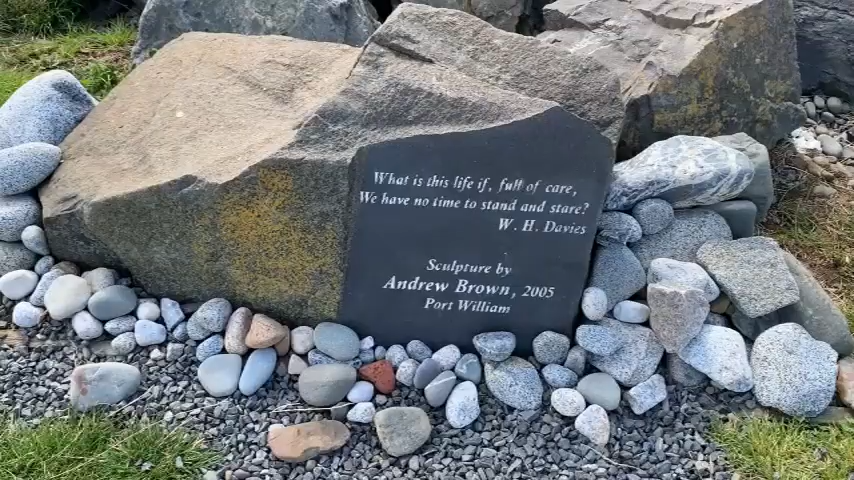 What is this life if, full of care,
We have no time to stand and stare?
W. H. Davies
Sculpture by
Andrew Brown, 2005
Port William